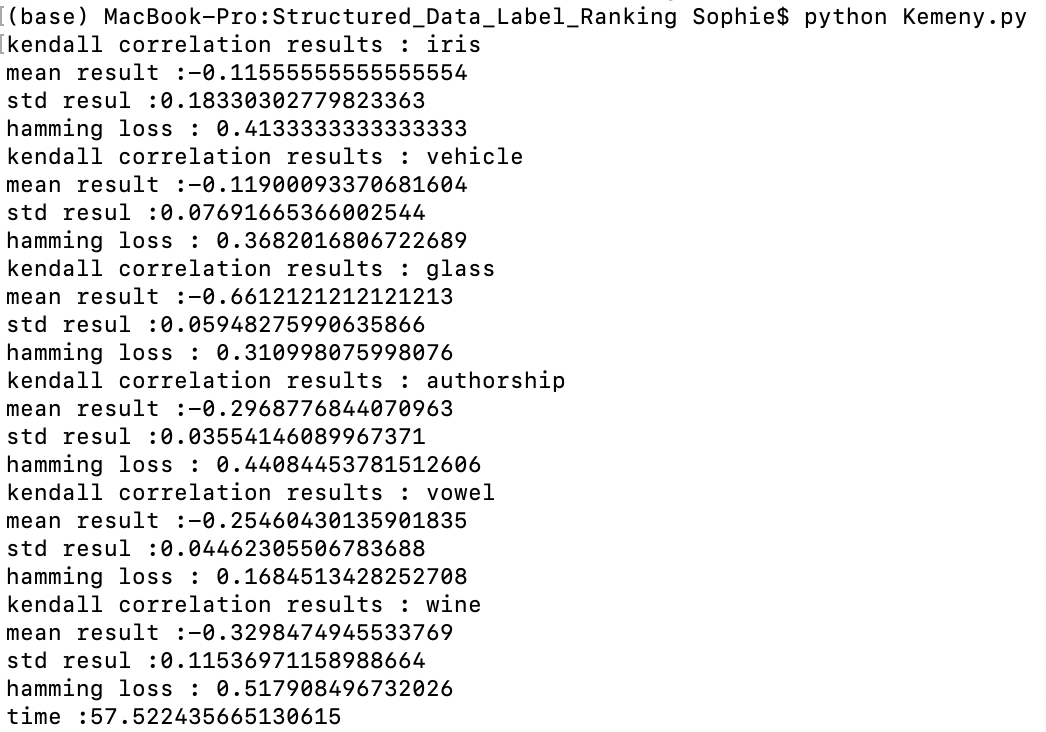 (base) MacBook-Pro:Structured_Data_Label_Ranking Sophie$ python Kemeny.py
kendall correlation results : iris
mean result :-0.11555555555555554
std resul :0.18330302779823363
hamming loss : 0.4133333333333333
kendall correlation results : vehicle
mean result :-0.11900093370681604
std resul :0.07691665366002544
hamming loss : 0.3682016806722689
kendall correlation results : glass
mean result :-0.6612121212121213
std resul :0.05948275990635866
hamming loss : 0.310998075998076
kendall correlation results : authorship
mean result :-0.2968776844070963
std resul :0.03554146089967371
hamming loss : 0.44084453781512606
kendall correlation results : vowel
mean result :-0.25460430135901835
std resul :0.04462305506783688
hamming loss : 0.1684513428252708
kendall correlation results : wine
mean result :-0.3298474945533769
std resul :0.11536971158988664
hamming loss : 0.517908496732026
time :57.522435665130615